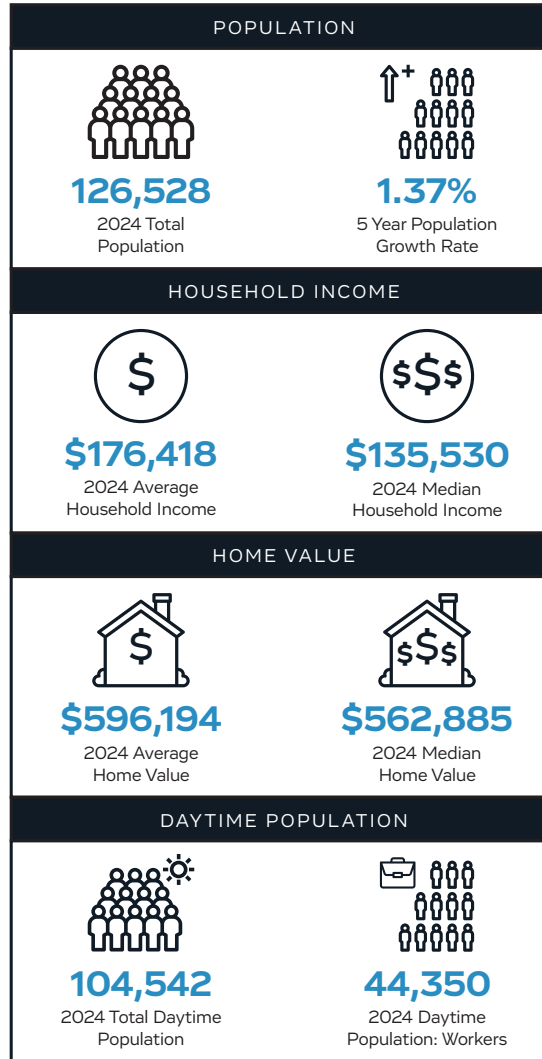 POPULATION
126,528
2024 Total
Population
1.37%
5 Year Population
Growth Rate
HOUSEHOLD INCOME
$
$176,418
2024 Average
Household Income
$$$
$135,530
2024 Median
Household Income
HOME VALUE
$
$596,194
2024 Average
Home Value
$$$
$562,885
2024 Median
Home Value
DAYTIME POPULATION
104,542
2024 Total Daytime
Population
44,350
2024 Daytime
Population: Workers